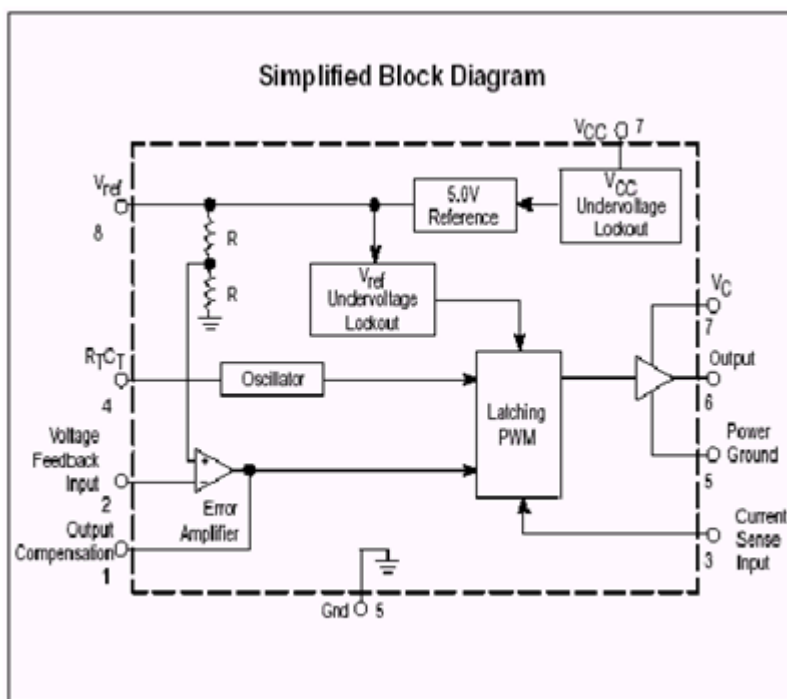 Simplified Block Diagram
VCC 7
Vref
8
R
R
5.0V
Reference
VCC
Undervoltage
Lockout
Vref
Undervoltage
Lockout
VC
7
RTCT
4
Oscillator
Latching
PWM
Output
6
Voltage
Feedback
Input
2
+
−
Error
Amplifier
Power
Ground
5
Output
Compensation
1
Current
Sense
Input
3
Gnd 5